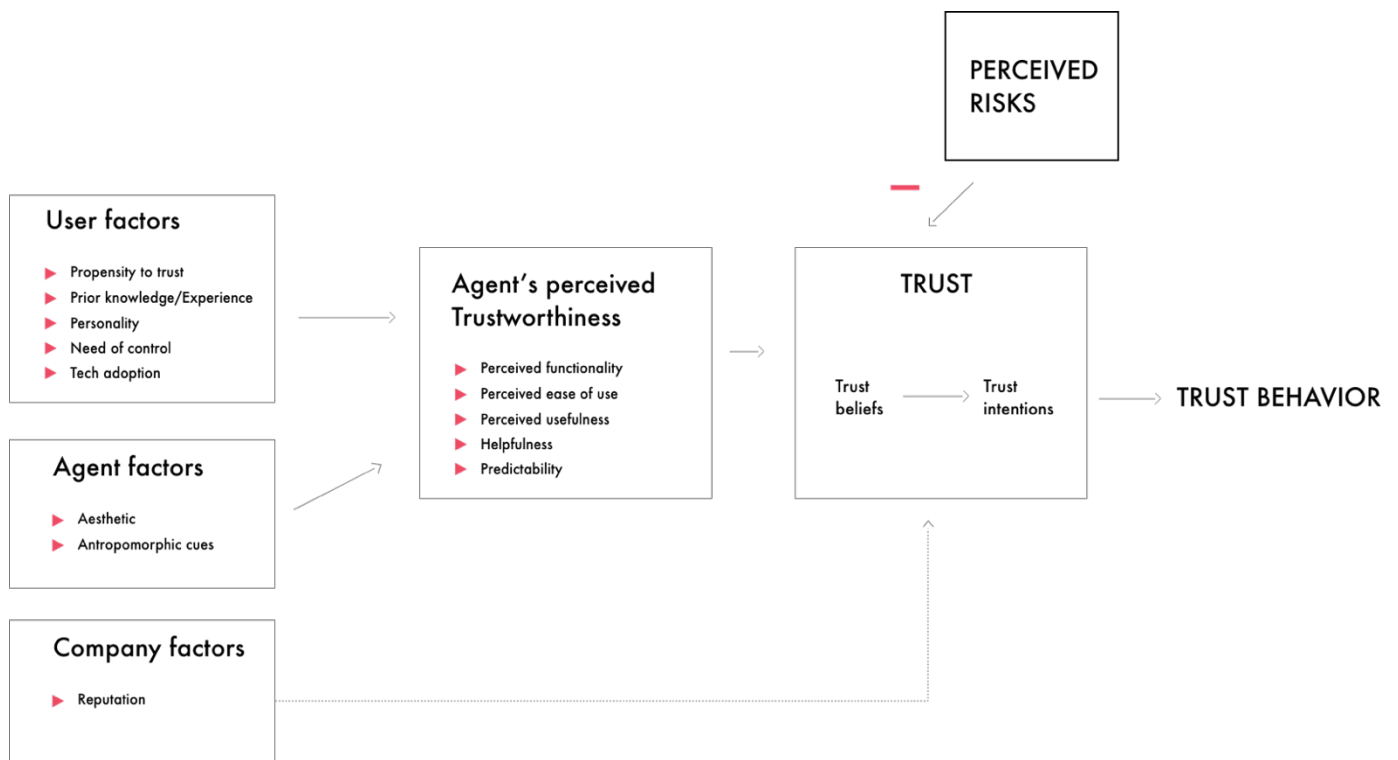 PERCEIVED
RISKS
User factors
Propensity to trust
Prior knowledge/Experience
Personality
Need of control
Tech adoption
Agent's perceived
Trustworthiness
Perceived functionality
Perceived ease of use
Perceived usefulness
Helpfulness
Predictability
TRUST
Trust
beliefs
Trust
intentions
TRUST BEHAVIOR
Agent factors
Aesthetic
Antropomorphic cues
Company factors
Reputation